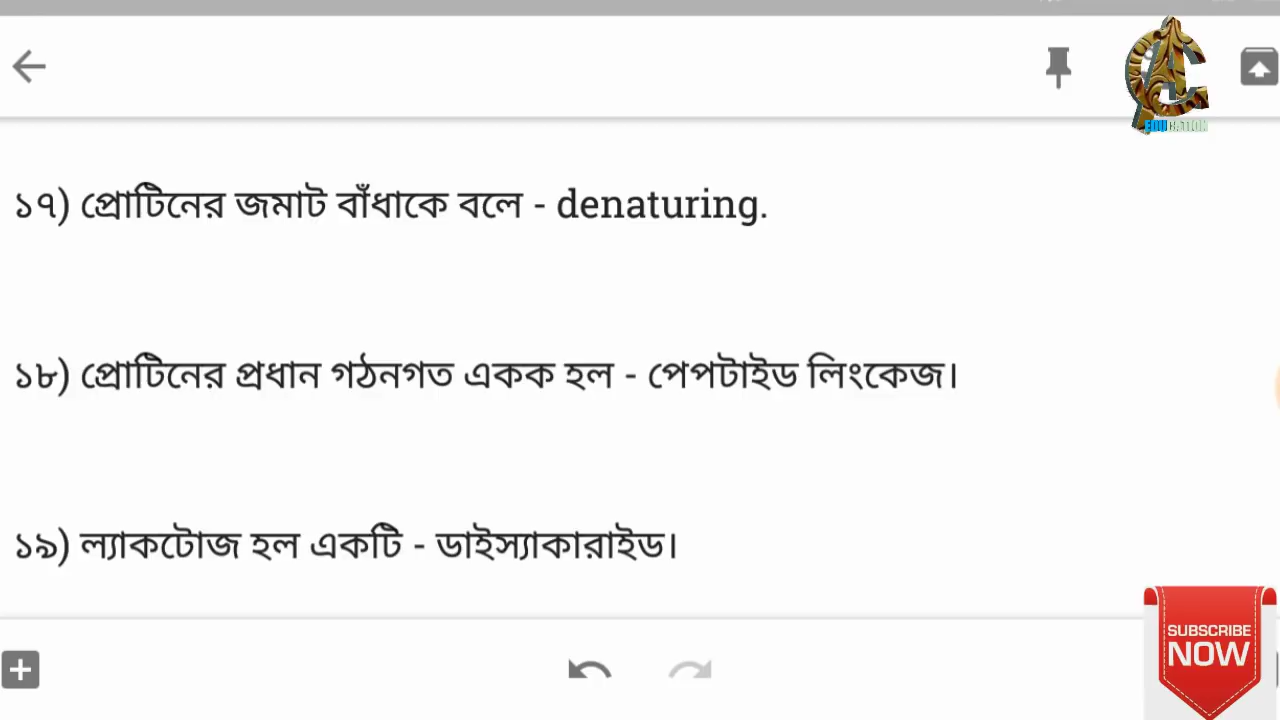 EDUCATION
১৭) প্রোটিনের জমাট বাঁধাকে বলে - denaturing.
১৮) প্রোটিনের প্রধান গঠনগত একক হল - পেপটাইড লিংকেজ।
১৯) ল্যাকটোজ হল একটি - ডাইস্যাকারাইড।
SUBSCRIBE
NOW